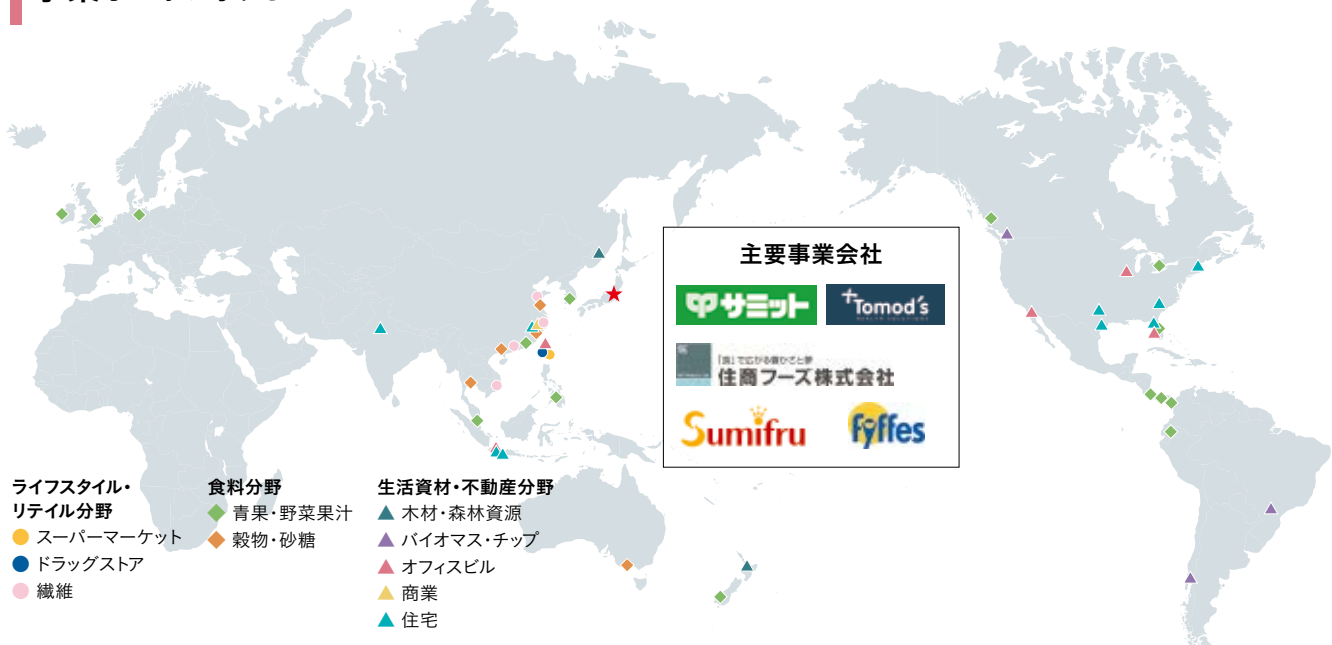 主要事業会社
サミット
Tomod's
「食」で広がる豊かさと夢
住商フーズ株式会社
Sumifru
fyffes
ライフスタイル・
リテイル分野
スーパーマーケット
ドラッグストア
繊維
食料分野
青果・野菜果汁
穀物・砂糖
生活資材・不動産分野
木材・森林資源
バイオマス・チップ
オフィスビル
商業
住宅